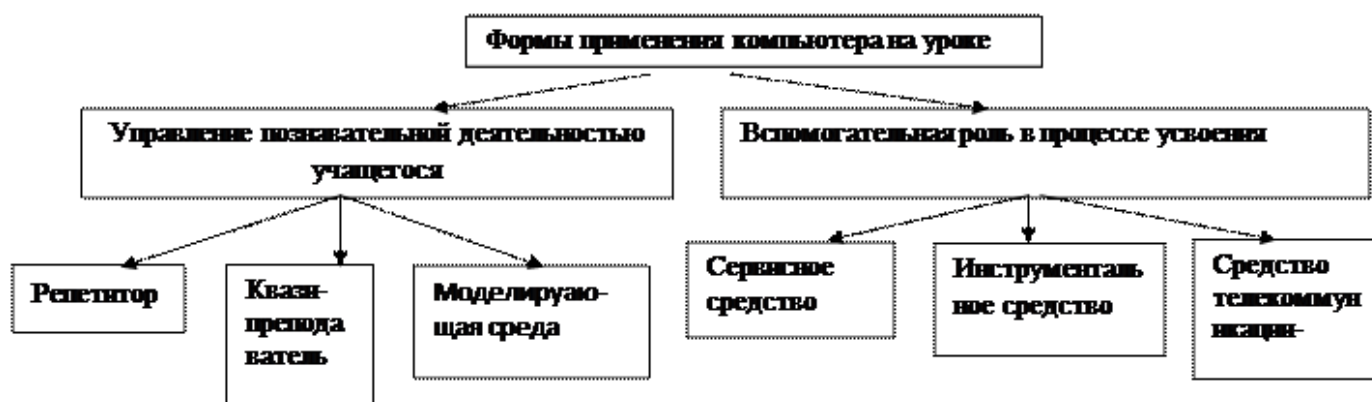 Формы применения компьютера на уроке
Управление познавательной деятельностью
учащегося
Вспомогательная роль в процессе усвоения
Репетитор
Квази-
препода
ватель
Моделируаю-
щая среда
Сервисное
средство
Инструменталь
ное средство
Средство
телекоммун
икации-